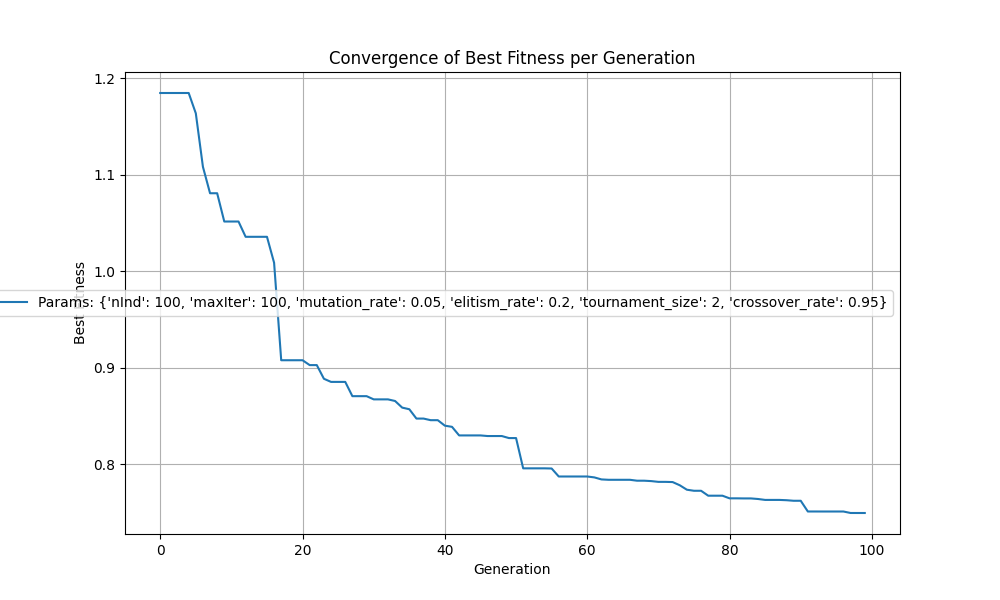 Convergence of Best Fitness per Generation
1.2
1.1
1.0
0.9
0.8
Best Fitness
Params: {'nInd': 100, 'maxIter': 100, 'mutation_rate': 0.05, 'elitism_rate': 0.2, 'tournament_size': 2, 'crossover_rate': 0.95}
0 20 40 60 80 100
Generation